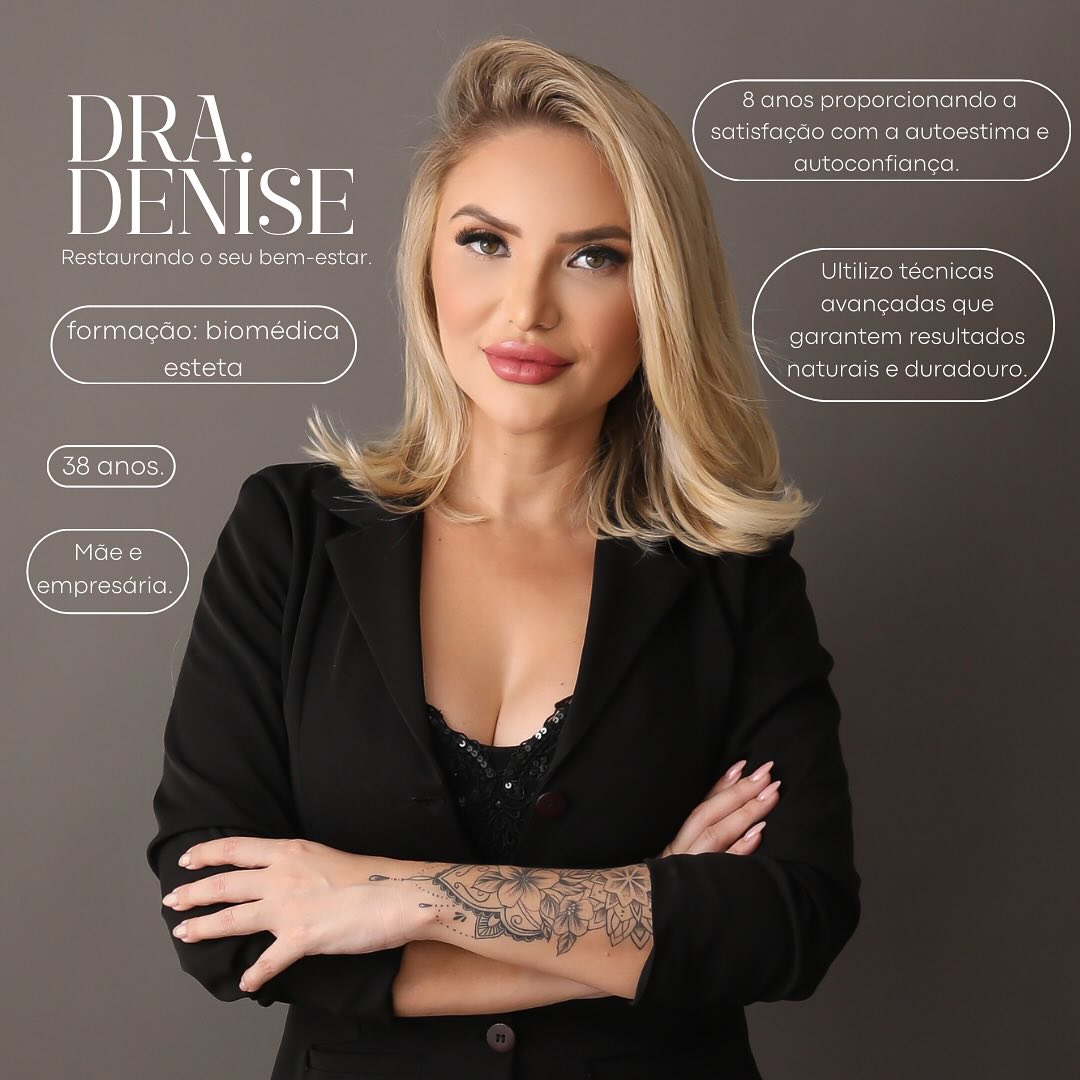 DRA.
DENISE
Restaurando o seu bem-estar.
formação: biomédica
esteta
38 anos.
Mãe e
empresária.
8 anos proporcionando a
satisfação com a autoestima e
autoconfiança.
Ultilizo técnicas
avançadas que
garantem resultados
naturais e duradouro.